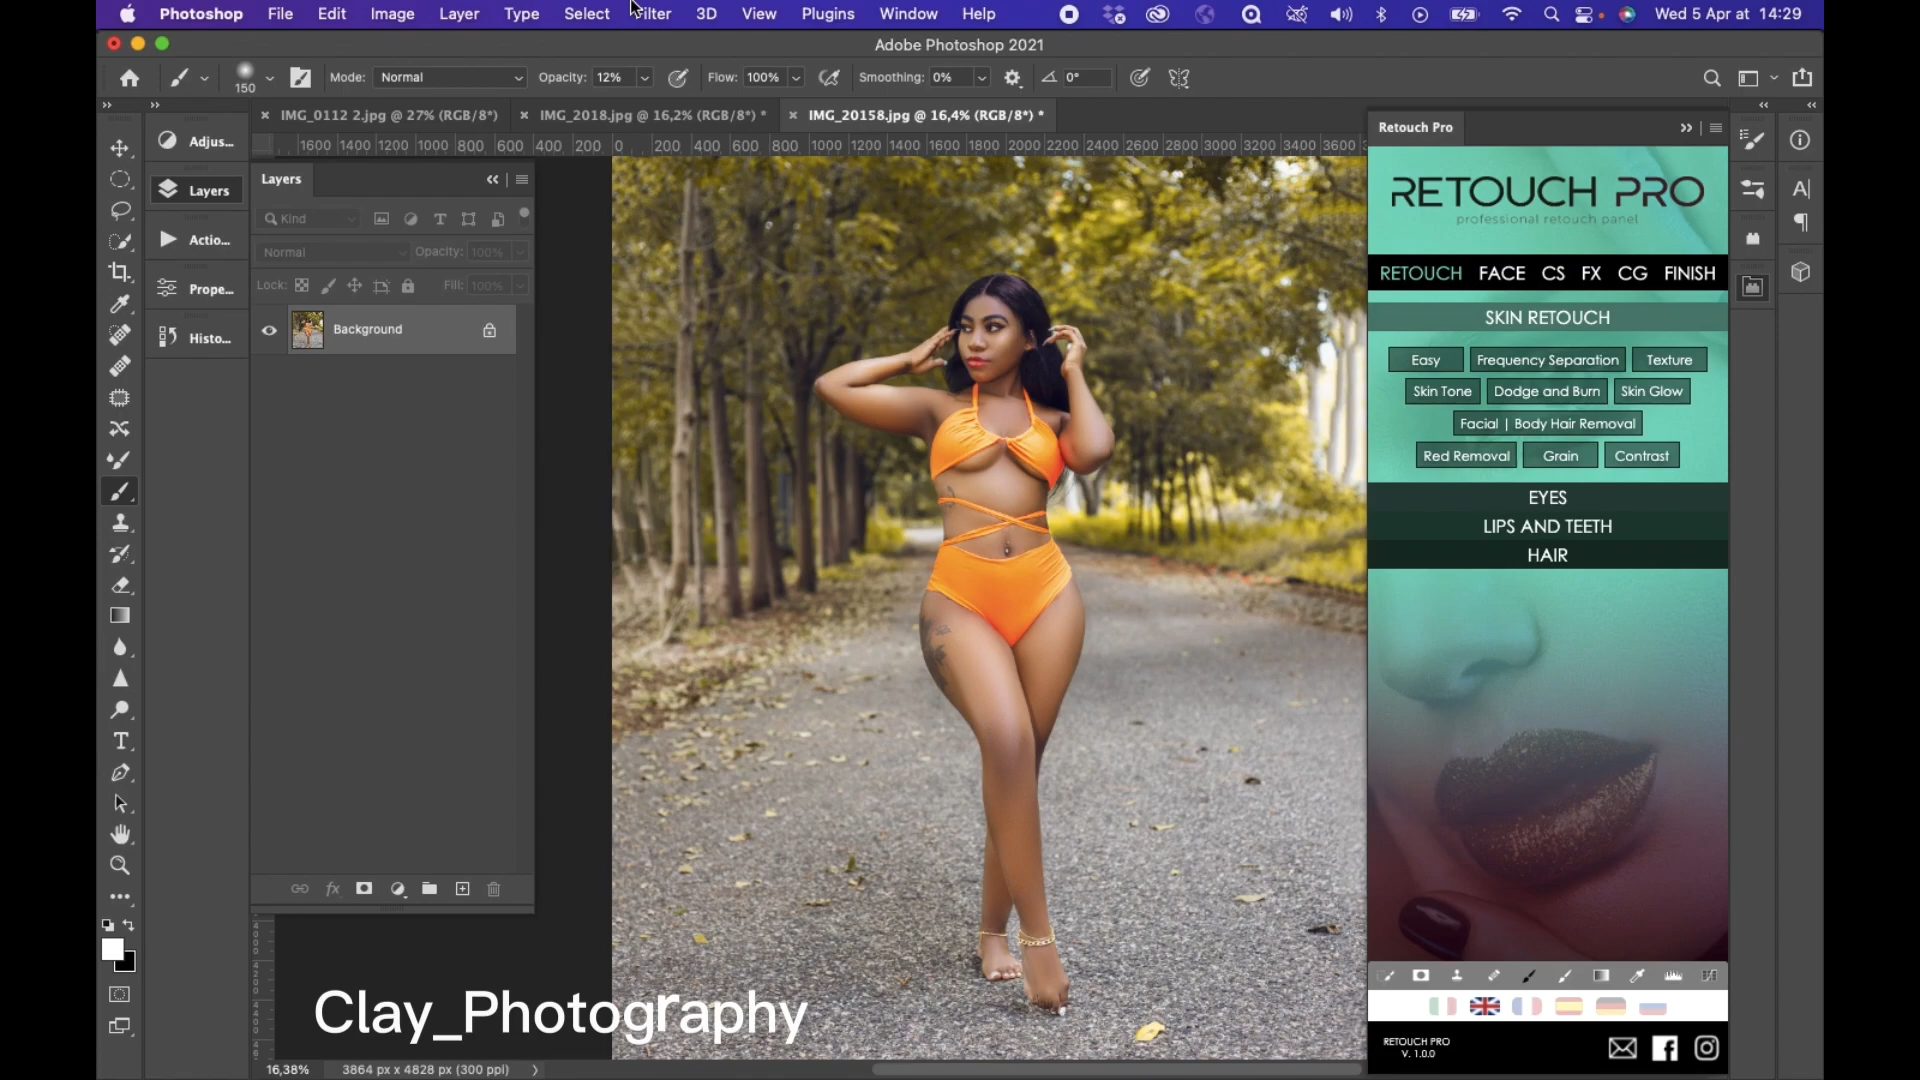 Photoshop File Edit Image Layer Type Select Filter 3D View Plugins Window Help Wed 5 Apr at 14:29
Adobe Photoshop 2021
150 Mode: Normal Opacity: 12% Flow: 100% Smoothing: 0% 0°
IMG_0112 2.jpg @ 27% (RGB/8*) IMG_2018.jpg @ 16,2% (RGB/8*) * IMG_20158.jpg @ 16,4% (RGB/8*) *
1600 1400 1200 1000 800 600 400 200 0 200 400 600 800 1000 1200 1400 1600 1800 2000 2200 2400 2600 2800 3000 3200 3400 3600
Adjus...
Layers
Actio...
Prope...
Histo...
Layers
Kind
Normal Opacity: 100%
Lock: Fill: 100%
Background
fx
Retouch Pro
RETOUCH PRO
professional retouch panel
RETOUCH FACE CS FX CG FINISH
SKIN RETOUCH
Easy Frequency Separation Texture
Skin Tone Dodge and Burn Skin Glow
Facial | Body Hair Removal
Red Removal Grain Contrast
EYES
LIPS AND TEETH
HAIR
RETOUCH PRO
V. 1.0.0
Clay_Photography
16,38% 3864 px x 4828 px (300 ppi)